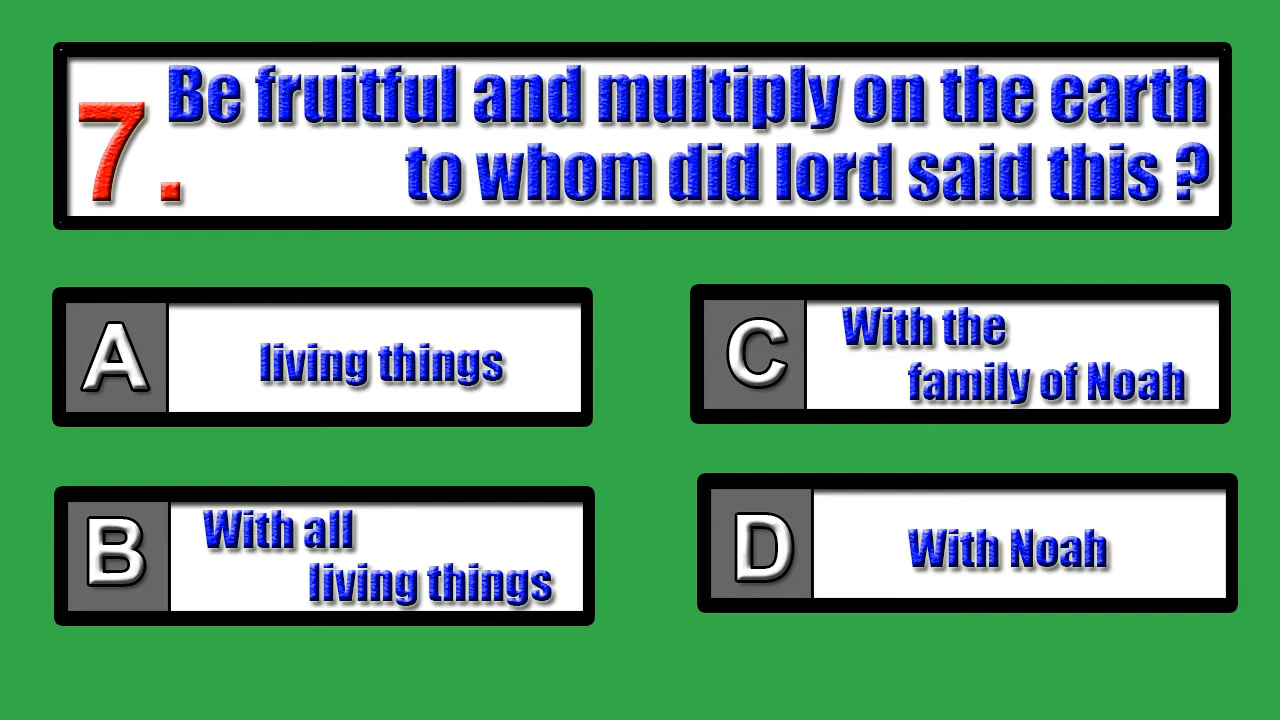 7.
Be fruitful and multiply on the earth
to whom did lord said this ?
A
living things
B
With all
living things
C
With the
family of Noah
D
With Noah